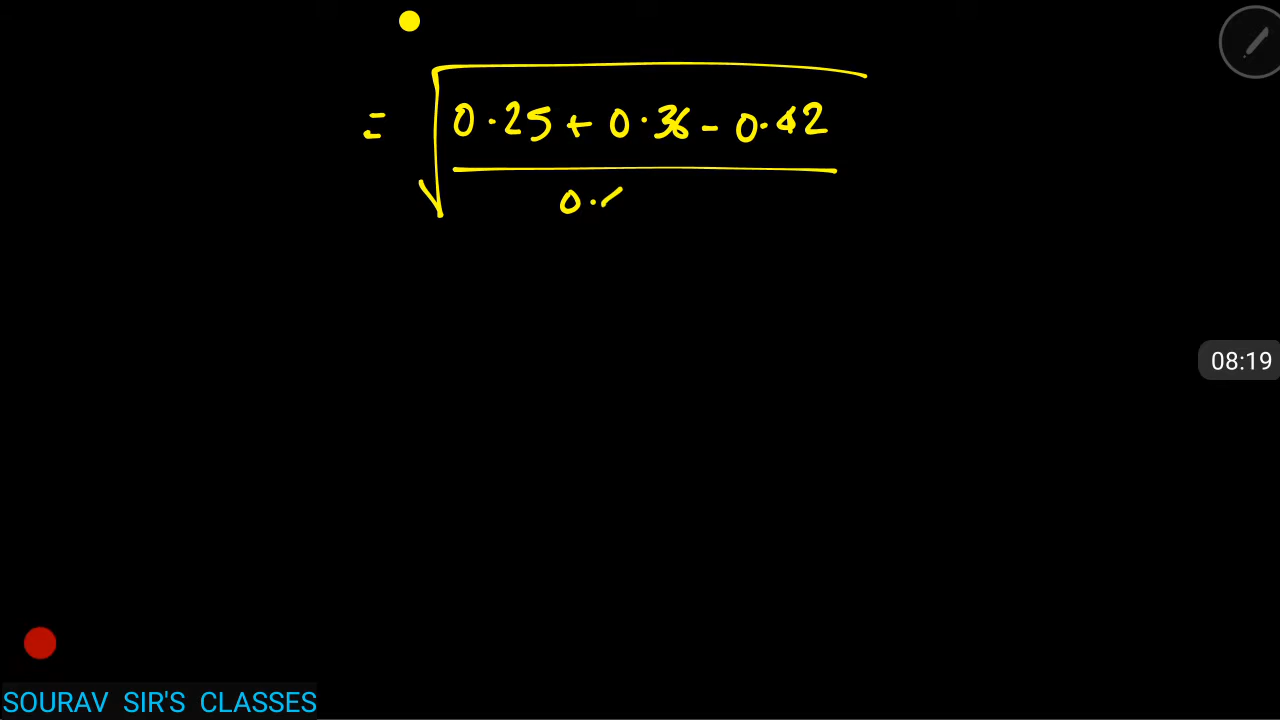 = √
0.25 + 0.36 - 0.42
0.
08:19
SOURAV SIR'S CLASSES